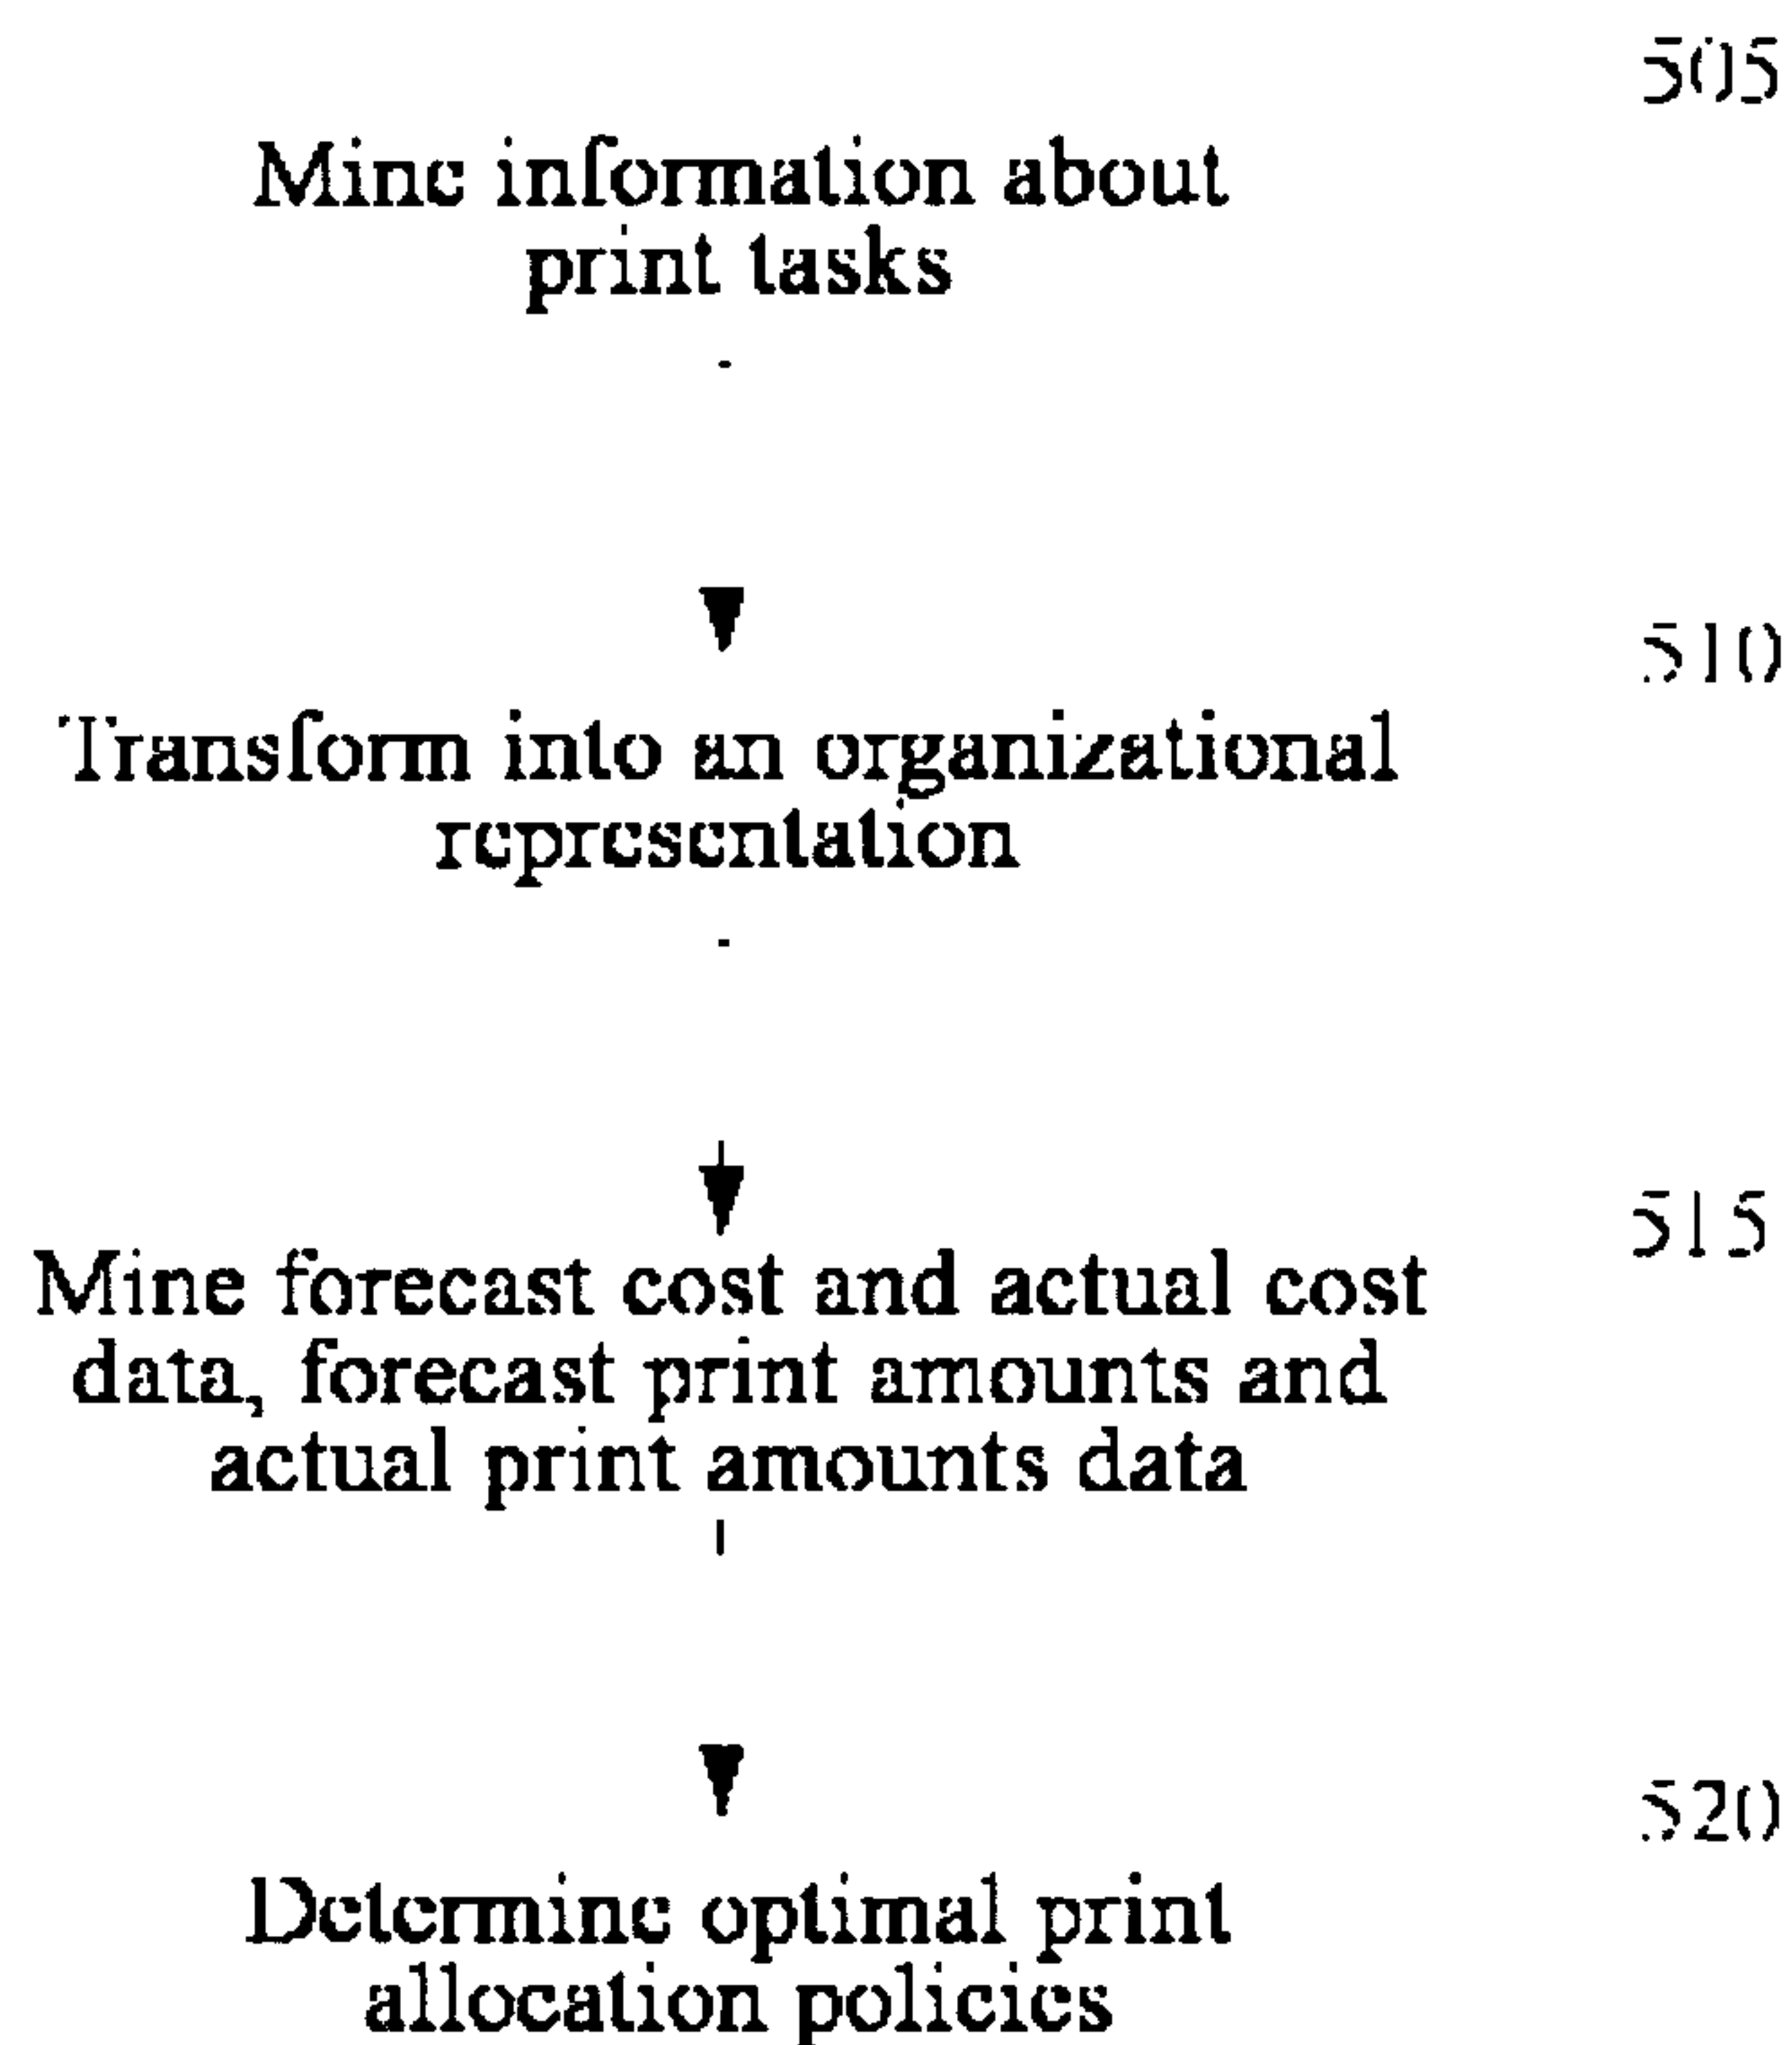 505
Mine information about
print tasks
510
Transform into an organizational
representation
515
Mine forecast cost and actual cost
data, forecast print amounts and
actual print amounts data
520
Determine optimal print
allocation policies